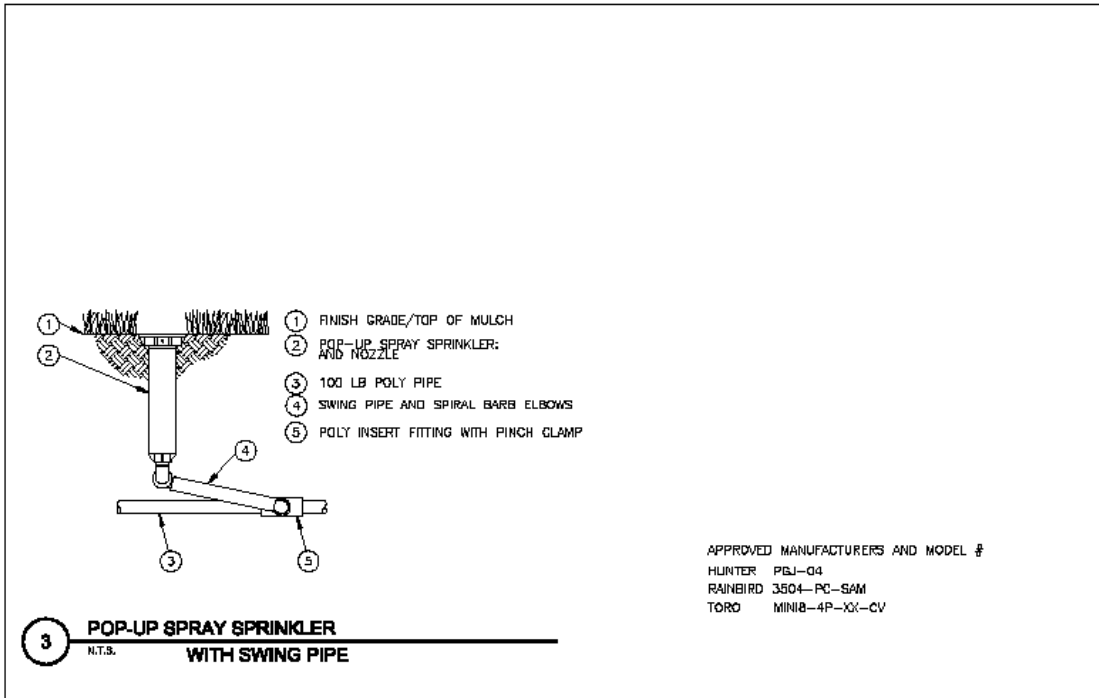 1 FINISH GRADE/TOP OF MULCH
2 POP-UP SPRAY SPRINKLER:
AND NOZZLE
3 100 LB POLY PIPE
4 SWING PIPE AND SPIRAL BARB ELBOWS
5 POLY INSERT FITTING WITH PINCH CLAMP
1
2
4
3
5
APPROVED MANUFACTURERS AND MODEL #
HUNTER PGJ-04
RAINBIRD 3504-PC-SAM
TORO MINI8-4P-XX-CV
3 POP-UP SPRAY SPRINKLER
N.T.S. WITH SWING PIPE